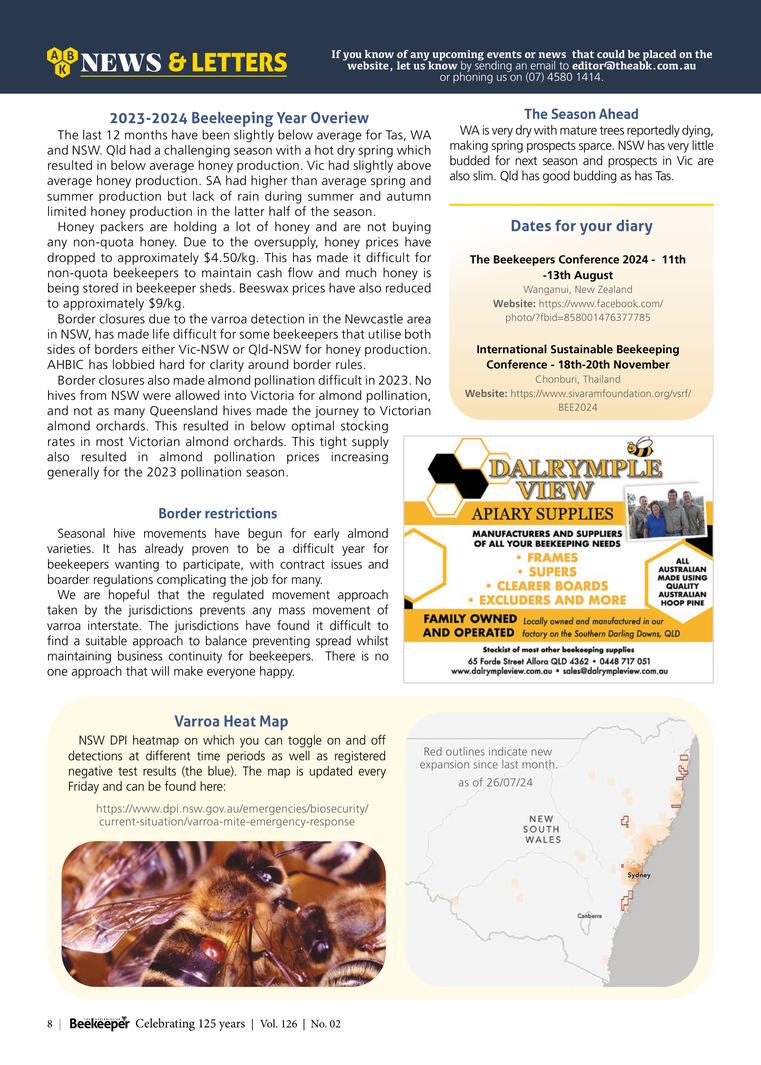 A B K
NEWS & LETTERS
If you know of any upcoming events or news that could be placed on the
website, let us know by sending an email to editor@theabk.com.au
or phoning us on (07) 4580 1414.
2023-2024 Beekeeping Year Overiew
The last 12 months have been slightly below average for Tas, WA
and NSW. Qld had a challenging season with a hot dry spring which
resulted in below average honey production. Vic had slightly above
average honey production. SA had higher than average spring and
summer production but lack of rain during summer and autumn
limited honey production in the latter half of the season.
Honey packers are holding a lot of honey and are not buying
any non-quota honey. Due to the oversupply, honey prices have
dropped to approximately $4.50/kg. This has made it difficult for
non-quota beekeepers to maintain cash flow and much honey is
being stored in beekeeper sheds. Beeswax prices have also reduced
to approximately $9/kg.
Border closures due to the varroa detection in the Newcastle area
in NSW, has made life difficult for some beekeepers that utilise both
sides of borders either Vic-NSW or Qld-NSW for honey production.
AHBIC has lobbied hard for clarity around border rules.
Border closures also made almond pollination difficult in 2023. No
hives from NSW were allowed into Victoria for almond pollination,
and not as many Queensland hives made the journey to Victorian
almond orchards. This resulted in below optimal stocking
rates in most Victorian almond orchards. This tight supply
also resulted in almond pollination prices increasing
generally for the 2023 pollination season.
Border restrictions
Seasonal hive movements have begun for early almond
varieties. It has already proven to be a difficult year for
beekeepers wanting to participate, with contract issues and
boarder regulations complicating the job for many.
We are hopeful that the regulated movement approach
taken by the jurisdictions prevents any mass movement of
varroa interstate. The jurisdictions have found it difficult to
find a suitable approach to balance preventing spread whilst
maintaining business continuity for beekeepers. There is no
one approach that will make everyone happy.
The Season Ahead
WA is very dry with mature trees reportedly dying,
making spring prospects sparce. NSW has very little
budded for next season and prospects in Vic are
also slim. Qld has good budding as has Tas.
Dates for your diary
The Beekeepers Conference 2024 - 11th
-13th August
Wanganui, New Zealand
Website: https://www.facebook.com/
photo/?fbid=858001476377785
International Sustainable Beekeeping
Conference - 18th-20th November
Chonburi, Thailand
Website: https://www.sivaramfoundation.org/vsrf/
BEE2024
DALRYMPLE
VIEW
APIARY SUPPLIES
MANUFACTURERS AND SUPPLIERS
OF ALL YOUR BEEKEEPING NEEDS
• FRAMES
• SUPERS
• CLEARER BOARDS
• EXCLUDERS AND MORE
ALL
AUSTRALIAN
MADE USING
QUALITY
AUSTRALIAN
HOOP PINE
FAMILY OWNED
AND OPERATED
Locally owned and manufactured in our
factory on the Southern Darling Downs, QLD
Stockist of most other beekeeping supplies
65 Forde Street Allora QLD 4362 • 0448 717 051
www.dalrympleview.com.au • sales@dalrympleview.com.au
Varroa Heat Map
NSW DPI heatmap on which you can toggle on and off
detections at different time periods as well as registered
negative test results (the blue). The map is updated every
Friday and can be found here:
https://www.dpi.nsw.gov.au/emergencies/biosecurity/
current-situation/varroa-mite-emergency-response
Red outlines indicate new
expansion since last month.
as of 26/07/24
NEW
SOUTH
WALES
Sydney
Canberra
8 | Beekeeper Celebrating 125 years | Vol. 126 | No. 02